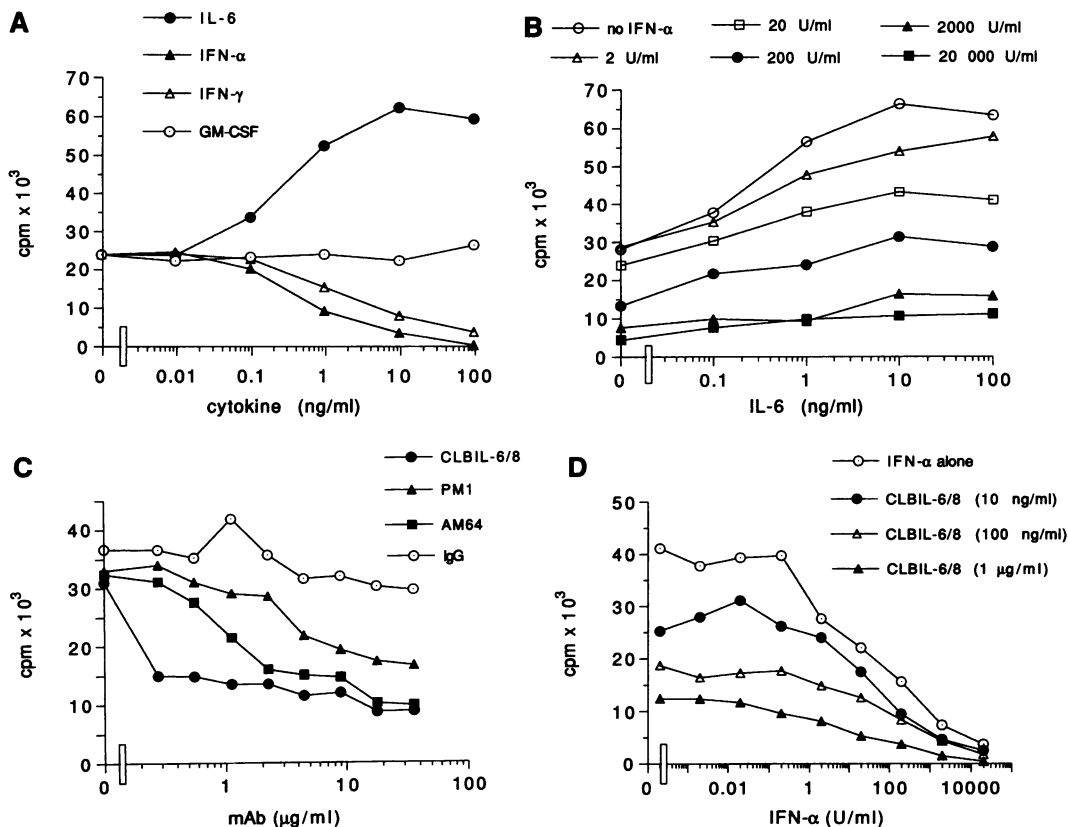 A
IL-6
IFN-α
IFN-γ
GM-CSF
70
60
50
40
30
20
10
0
cpm x 10³
0 0.01 0.1 1 10 100
cytokine (ng/ml)
B
no IFN-α 20 U/ml 2000 U/ml
2 U/ml 200 U/ml 20 000 U/ml
70
60
50
40
30
20
10
0
cpm x 10³
0 0.1 1 10 100
IL-6 (ng/ml)
C
CLBIL-6/8
PM1
AM64
IgG
40
30
20
10
0
cpm x 10³
0 1 10 100
mAb (µg/ml)
D
IFN-α alone
CLBIL-6/8 (10 ng/ml)
CLBIL-6/8 (100 ng/ml)
CLBIL-6/8 (1 µg/ml)
50
40
30
20
10
0
cpm x 10³
0 0.01 1 100 10000
IFN-α (U/ml)